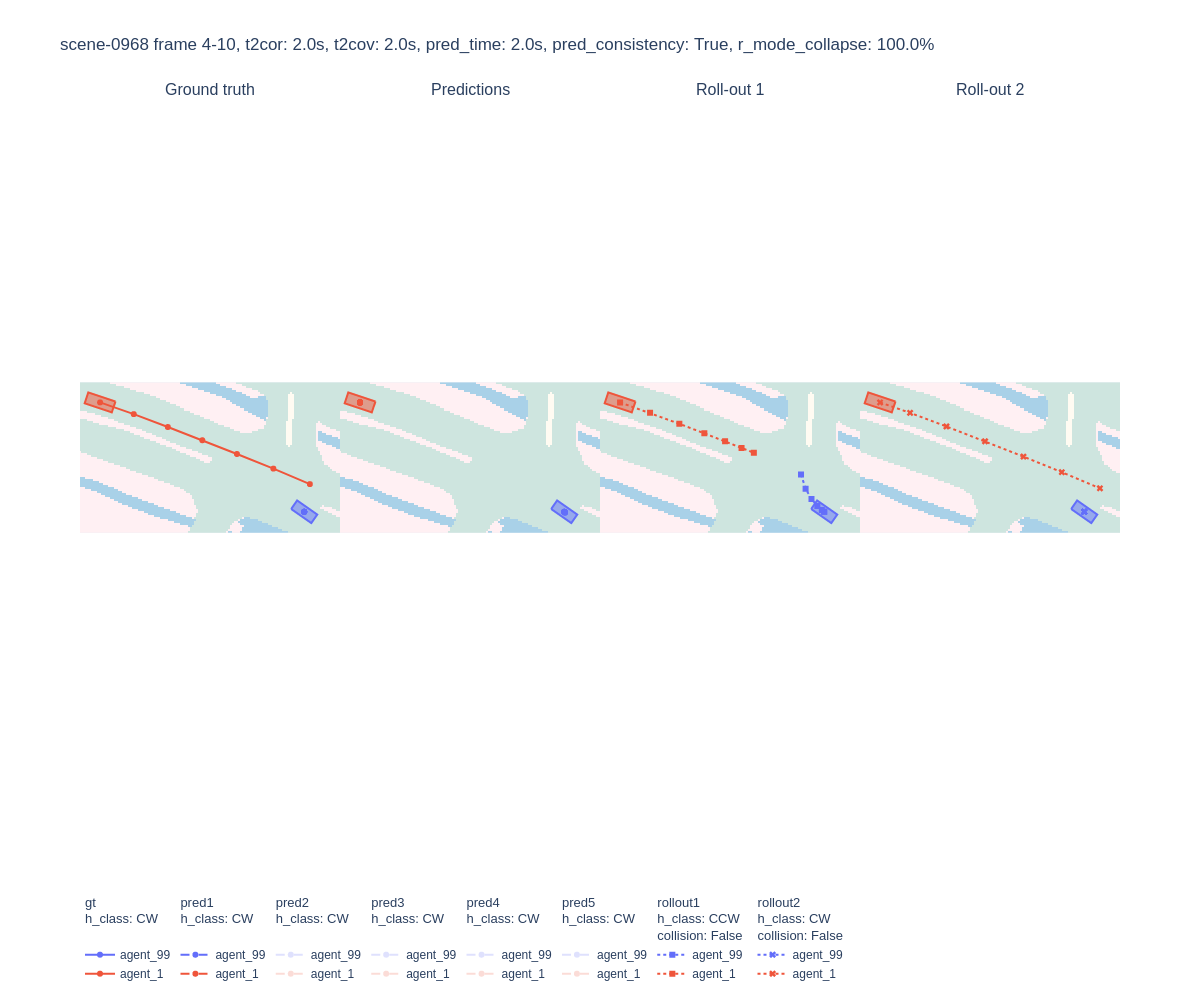 scene-0968 frame 4-10, t2cor: 2.0s, t2cov: 2.0s, pred_time: 2.0s, pred_consistency: True, r_mode_collapse: 100.0%
Ground truth
Predictions
Roll-out 1
Roll-out 2
gt
h_class: CW
agent_99
agent_1
pred1
h_class: CW
agent_99
agent_1
pred2
h_class: CW
agent_99
agent_1
pred3
h_class: CW
agent_99
agent_1
pred4
h_class: CW
agent_99
agent_1
pred5
h_class: CW
agent_99
agent_1
rollout1
h_class: CCW
collision: False
agent_99
agent_1
rollout2
h_class: CW
collision: False
agent_99
agent_1